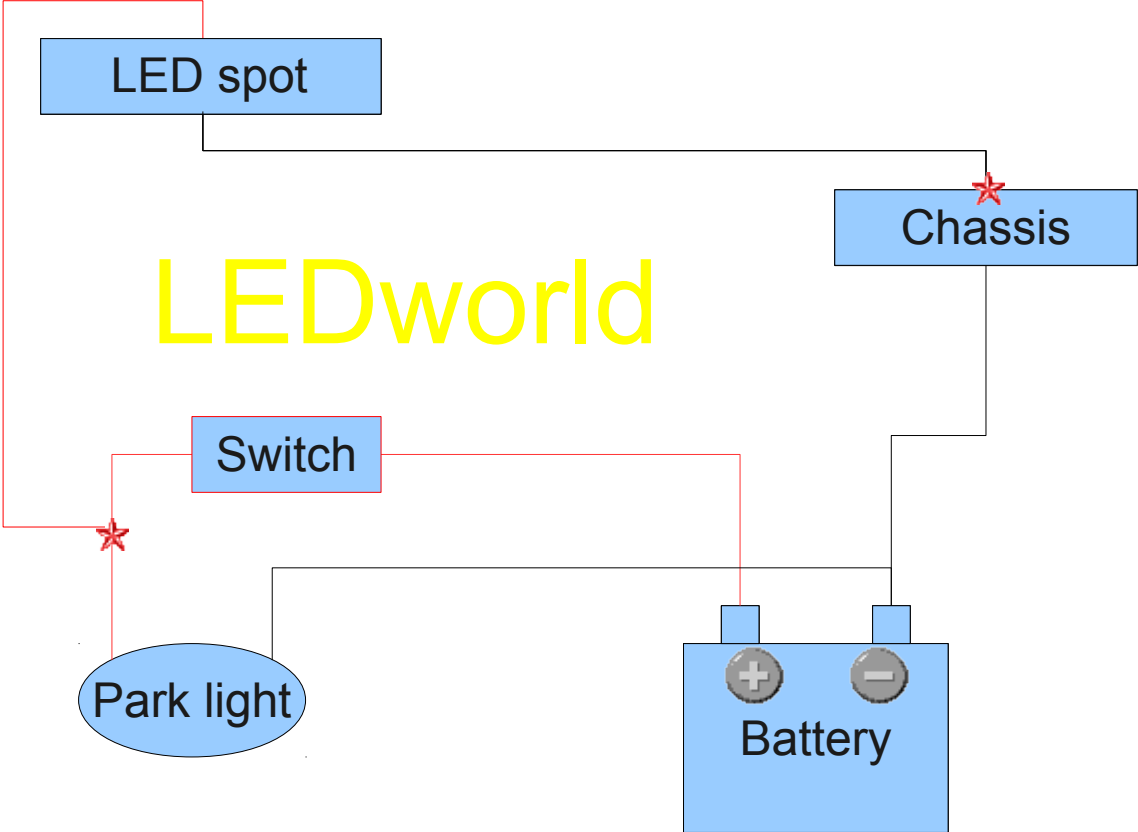 LED spot
Chassis
LEDworld
Switch
Park light
+ −
Battery